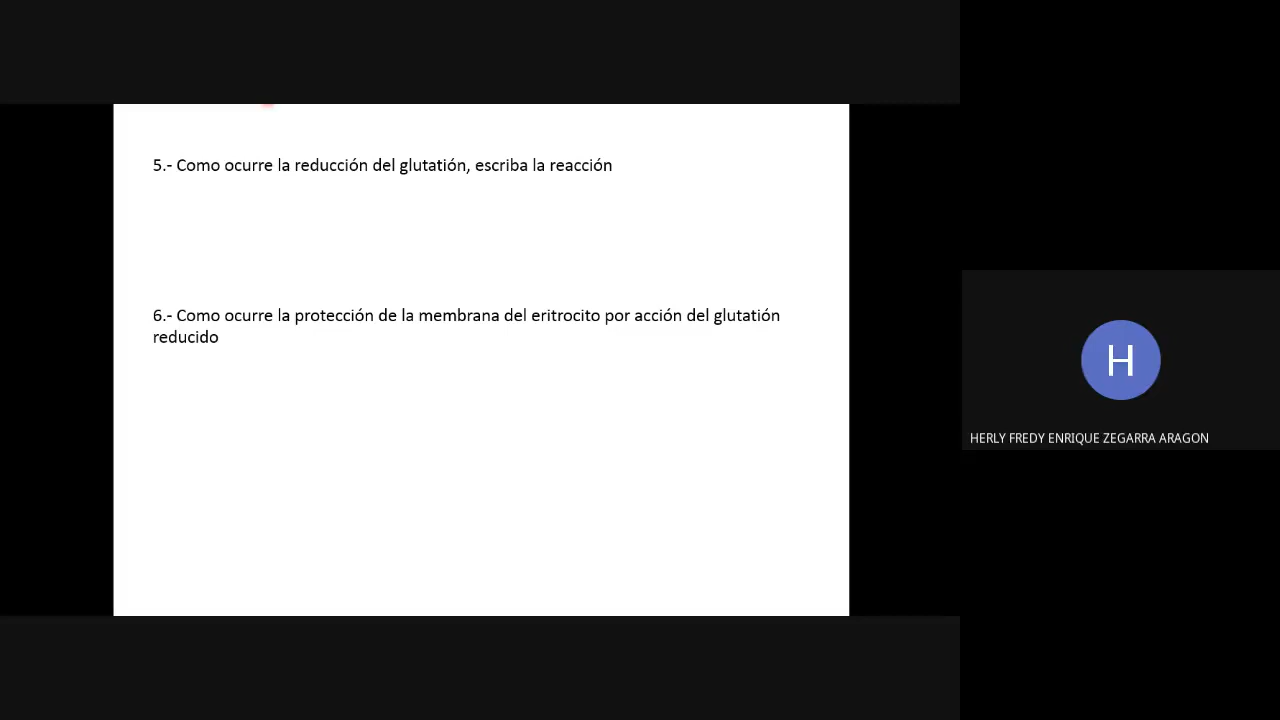 5.- Como ocurre la reducción del glutatión, escriba la reacción
6.- Como ocurre la protección de la membrana del eritrocito por acción del glutatión
reducido
H
HERLY FREDY ENRIQUE ZEGARRA ARAGON